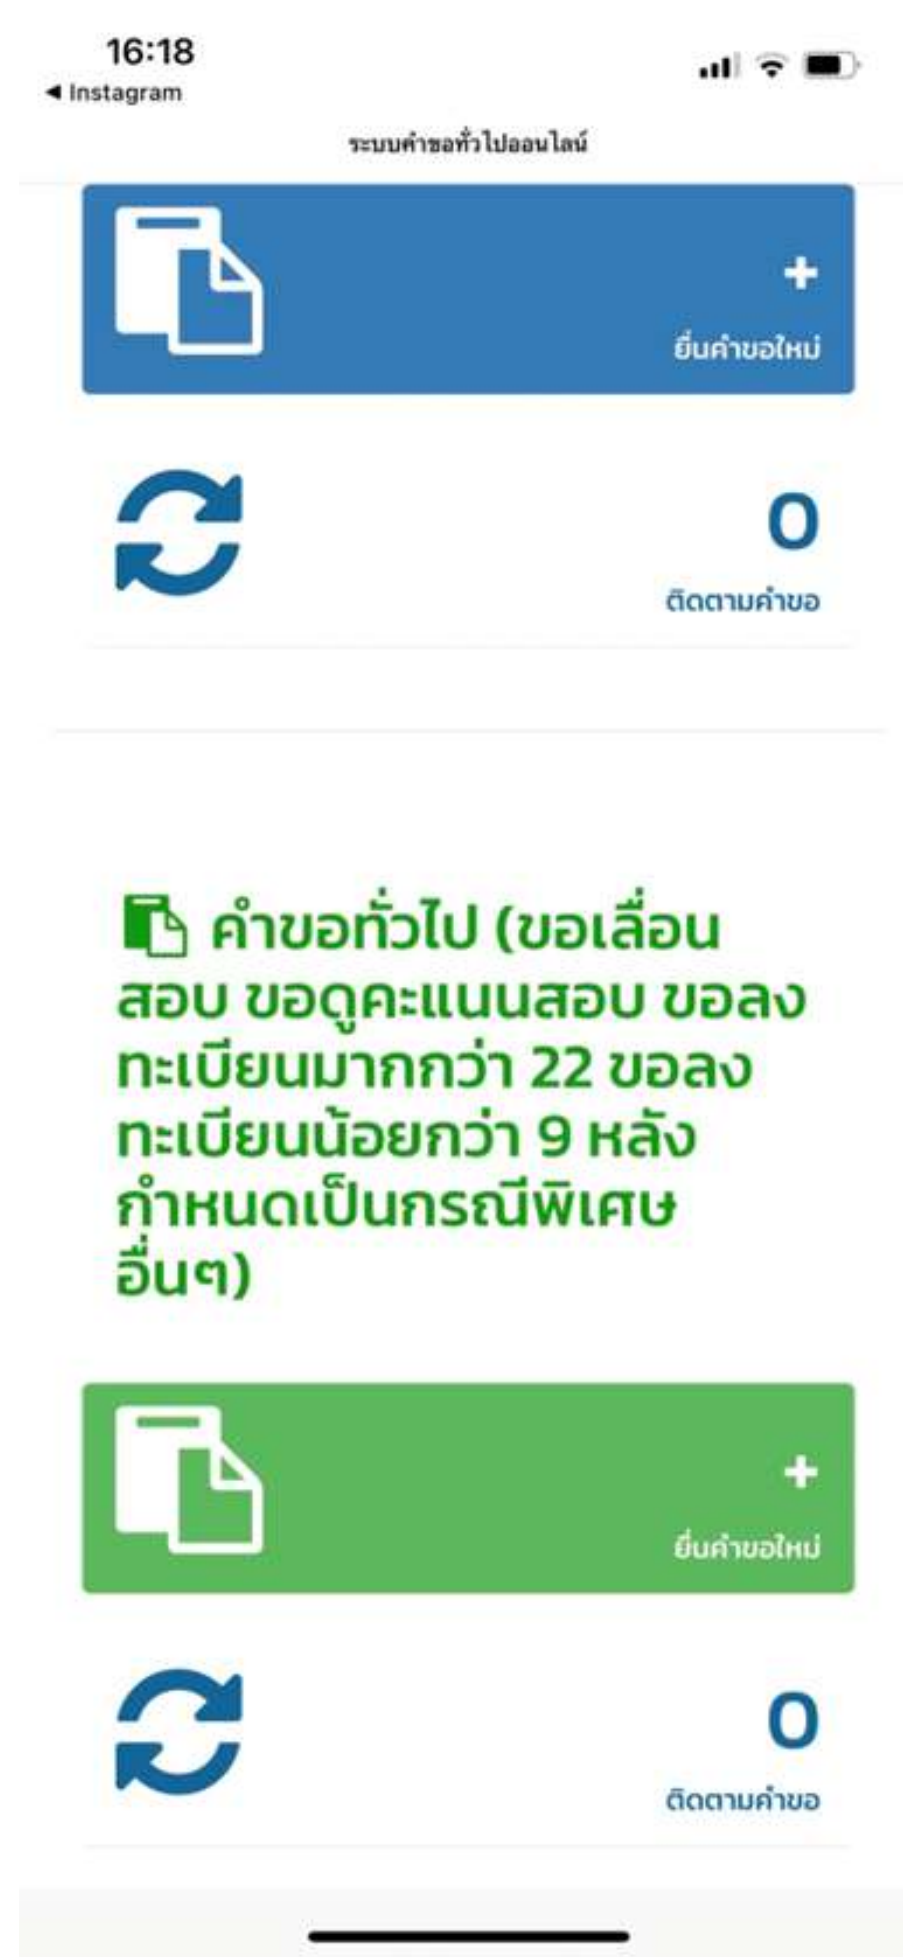 16:18
◀ Instagram
ระบบคำขอทั่วไปออนไลน์
+
ยื่นคำขอใหม่
0
ติดตามคำขอ
คำขอทั่วไป (ขอเลื่อน
สอบ ขอดูคะแนนสอบ ขอลง
ทะเบียนมากกว่า 22 ขอลง
ทะเบียนน้อยกว่า 9 หลัง
กำหนดเป็นกรณีพิเศษ
อื่นๆ)
+
ยื่นคำขอใหม่
0
ติดตามคำขอ